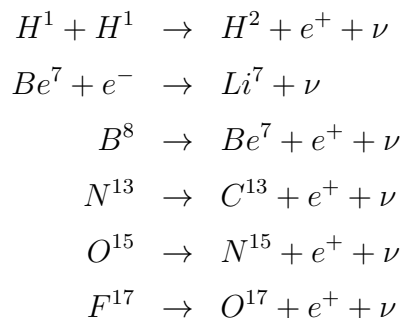 H¹ + H¹ → H² + e⁺ + ν
Be⁷ + e⁻ → Li⁷ + ν
B⁸ → Be⁷ + e⁺ + ν
N¹³ → C¹³ + e⁺ + ν
O¹⁵ → N¹⁵ + e⁺ + ν
F¹⁷ → O¹⁷ + e⁺ + ν